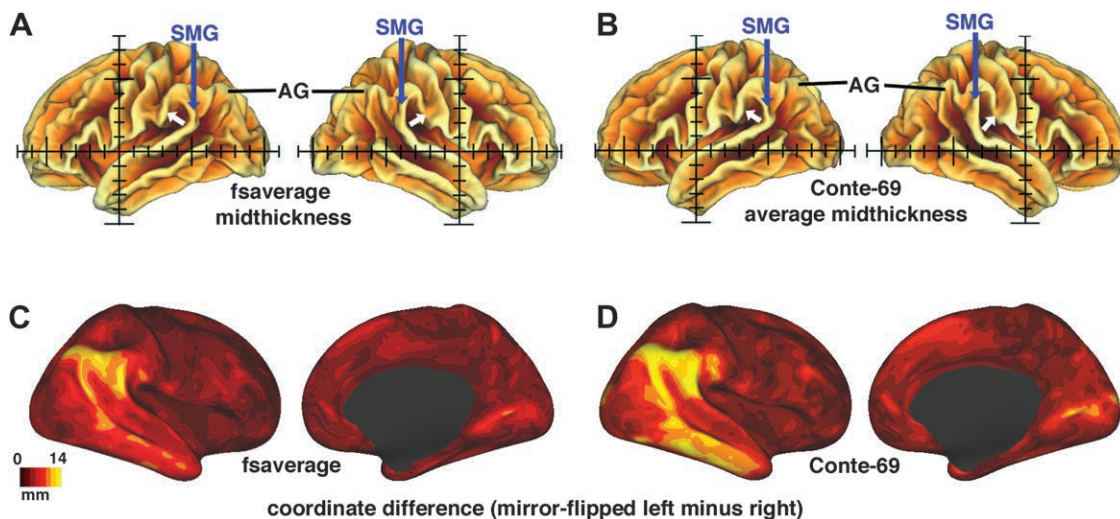 A
SMG
SMG
AG
fsaverage
midthickness
B
SMG
SMG
AG
Conte-69
average midthickness
C
fsaverage
0 14
mm
D
Conte-69
coordinate difference (mirror-flipped left minus right)